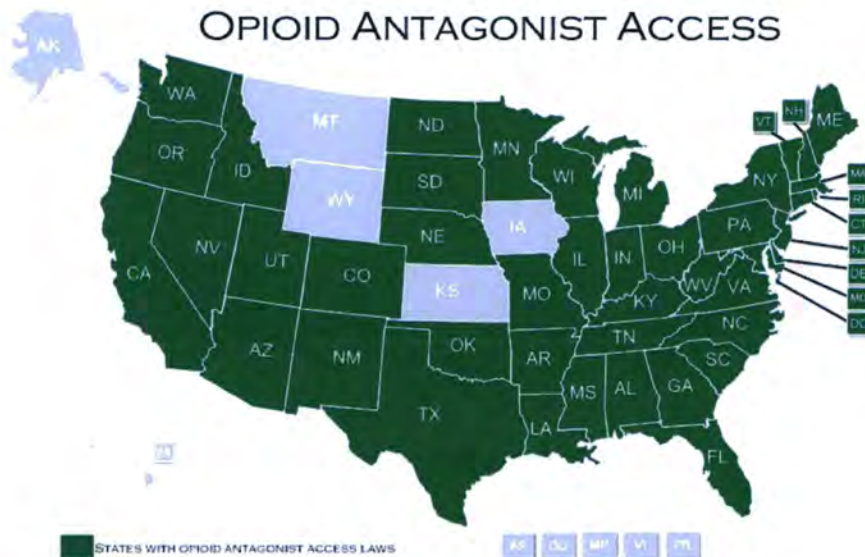 OPIOID ANTAGONIST ACCESS
AK
WA
MT
ND
MN
VT
NH
ME
OR
ID
SD
WI
MI
NY
WY
IA
PA
NV
NE
IL
IN
OH
CA
UT
CO
KS
MO
KY
WV
VA
AZ
NM
OK
AR
TN
NC
SC
TX
LA
MS
AL
GA
FL
STATES WITH OPIOID ANTAGONIST ACCESS LAWS
AS GU MP VI PR